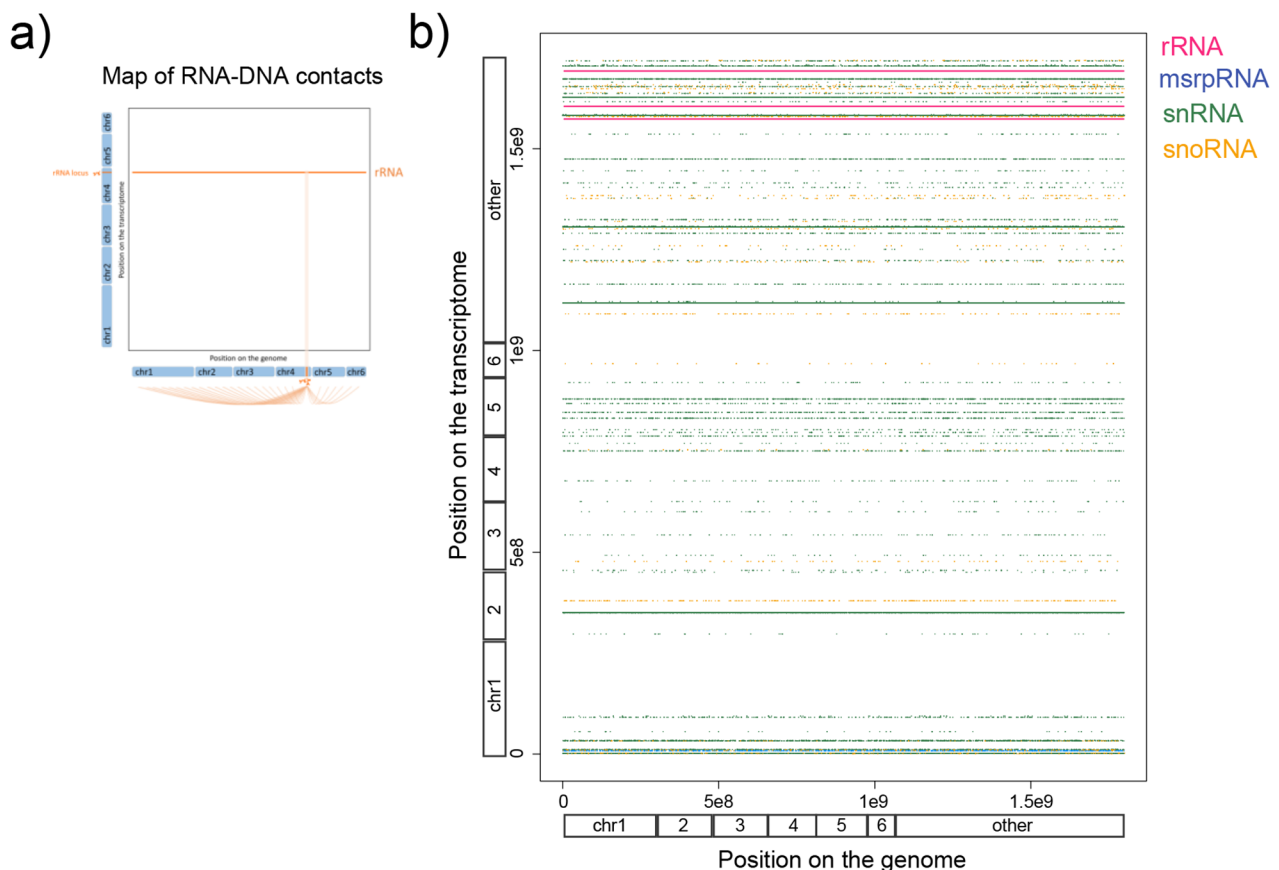 a)
Map of RNA-DNA contacts
chr6
chr5
chr4
chr3
chr2
chr1
rRNA locus
Position on the transcriptome
rRNA
Position on the genome
chr1 chr2 chr3 chr4 chr5 chr6
b)
rRNA
msrpRNA
snRNA
snoRNA
Position on the transcriptome
other
6
5
4
3
2
chr1
1.5e9
1e9
5e8
0
0 5e8 1e9 1.5e9
chr1 2 3 4 5 6 other
Position on the genome